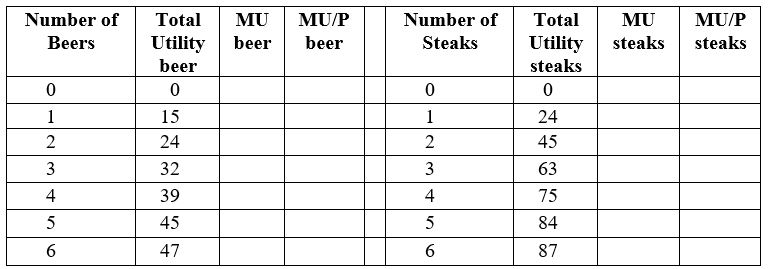 Number of Beers Total Utility beer MU beer MU/P beer Number of Steaks Total Utility steaks MU steaks MU/P steaks
0 0 0 0
1 15 1 24
2 24 2 45
3 32 3 63
4 39 4 75
5 45 5 84
6 47 6 87